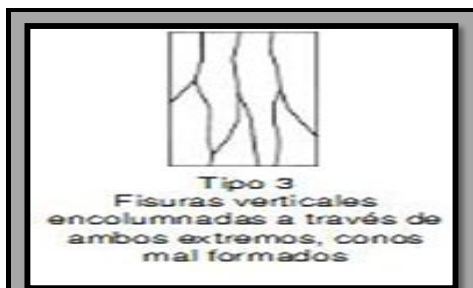 Tipo 3
Fisuras verticales
encolumnadas a través de
ambos extremos, conos
mal formados